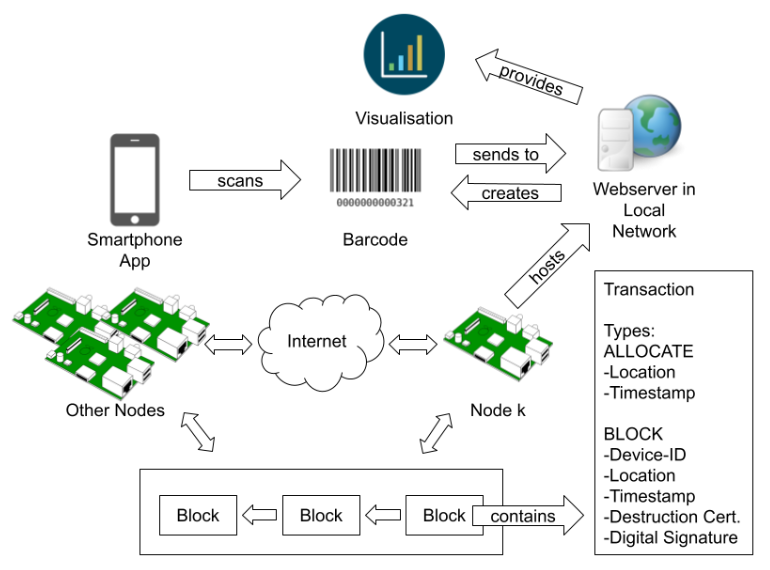 provides
Visualisation
sends to
scans
creates
0000000000321
Webserver in
Local
Network
Smartphone
App
Barcode
hosts
Transaction
Types:
ALLOCATE
-Location
-Timestamp
Internet
Other Nodes
Node k
BLOCK
-Device-ID
-Location
-Timestamp
-Destruction Cert.
-Digital Signature
Block
Block
Block
contains